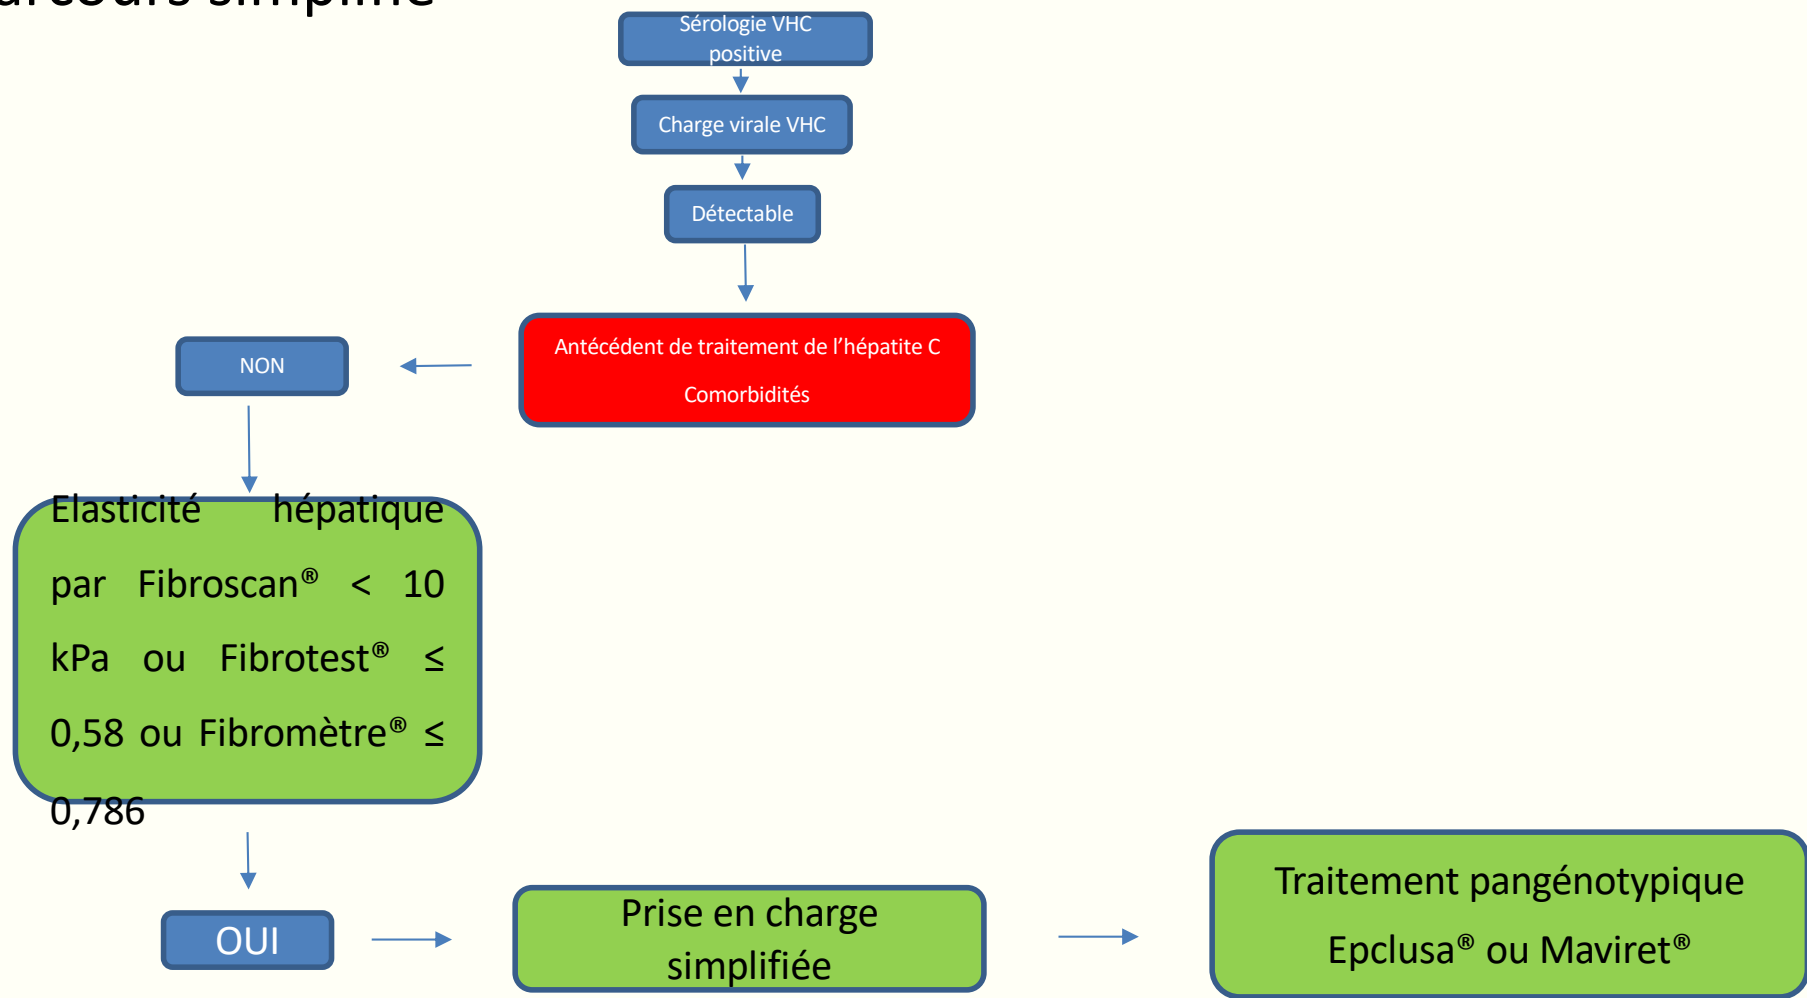 simplifié
Sérologie VHC
positive
Charge virale VHC
Détectable
Antécédent de traitement de l’hépatite C
Comorbidités
NON
Elasticité hépatique
par Fibroscan® < 10
kPa ou Fibrotest® ≤
0,58 ou Fibromètre® ≤
0,786
OUI
Prise en charge
simplifiée
Traitement pangénotypique
Epclusa® ou Maviret®